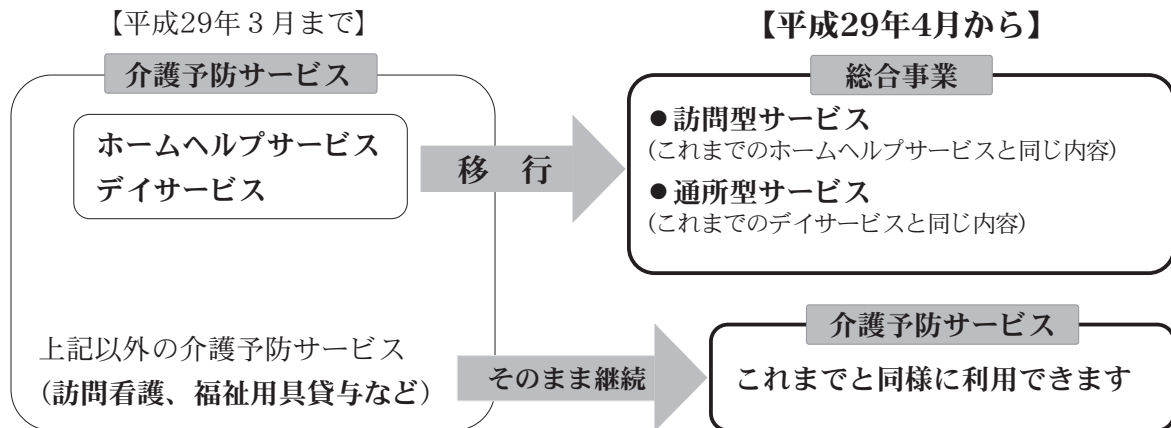 【平成29年３月まで】
介護予防サービス
ホームヘルプサービス
デイサービス
上記以外の介護予防サービス
（訪問看護、福祉用具貸与など）
移　行
そのまま継続
【平成29年4月から】
総合事業
●訪問型サービス
(これまでのホームヘルプサービスと同じ内容)
●通所型サービス
(これまでのデイサービスと同じ内容)
介護予防サービス
これまでと同様に利用できます